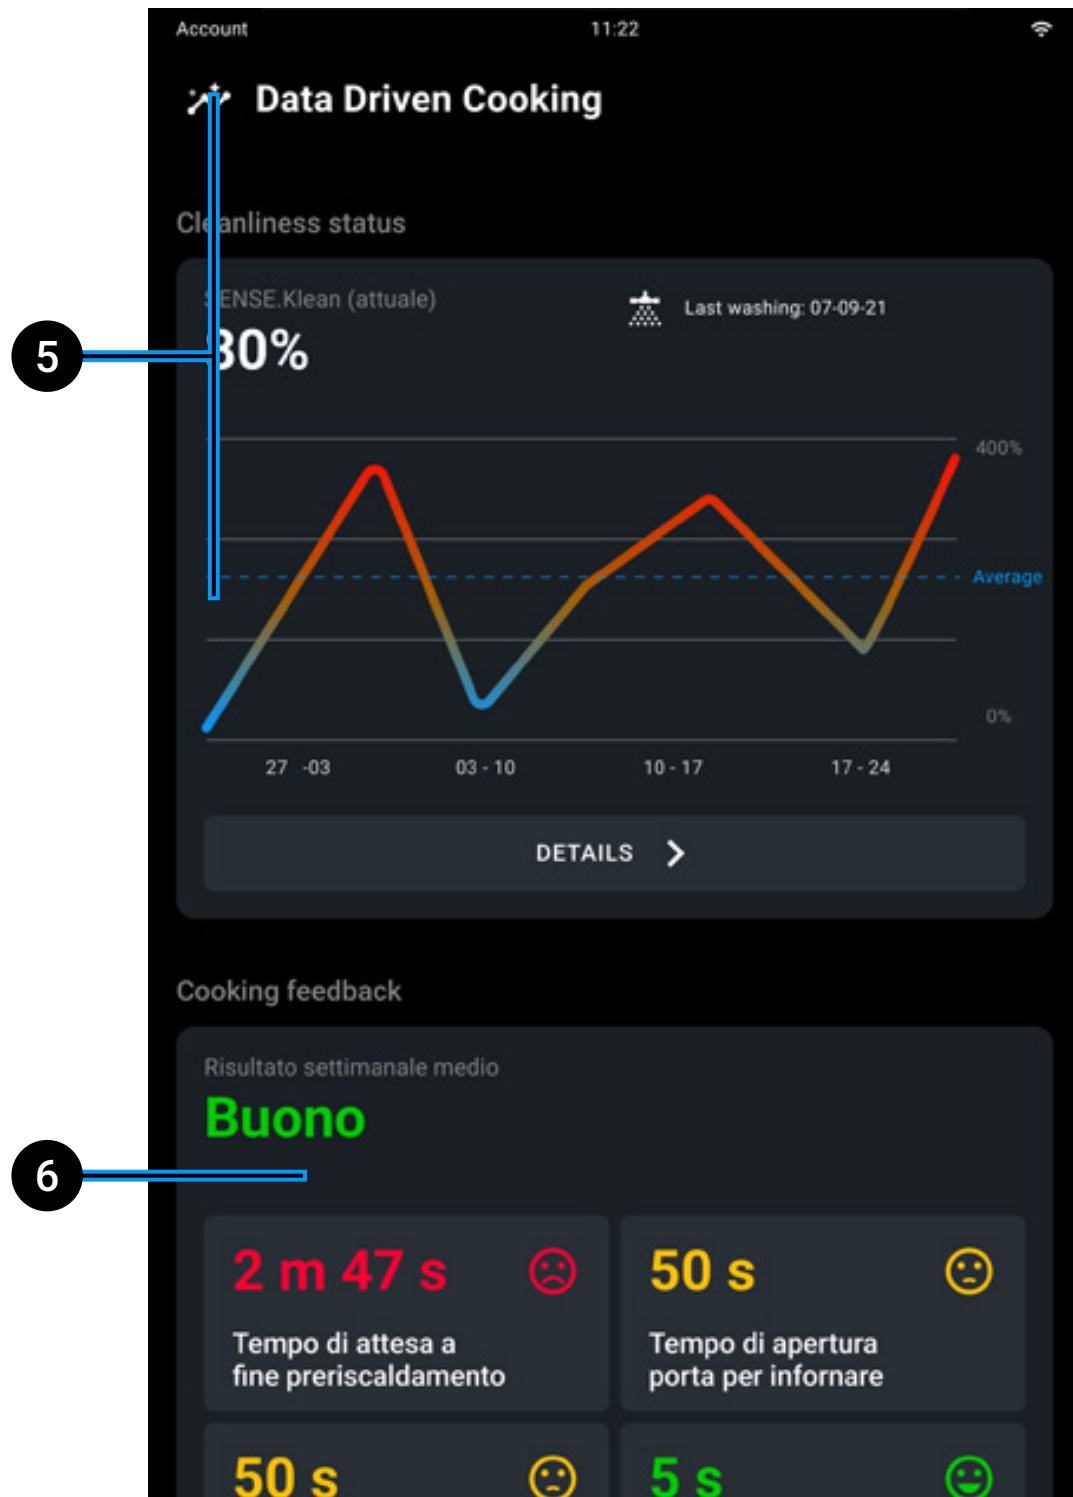 Account 11:22
Data Driven Cooking
Cleanliness status
SENSE.Klean (attuale)
Last washing: 07-09-21
80%
5
400%
Average
0%
27 -03 03 - 10 10 - 17 17 - 24
DETAILS
Cooking feedback
Risultato settimanale medio
Buono
6
2 m 47 s
Tempo di attesa a
fine preriscaldamento
50 s
Tempo di apertura
porta per infornare
50 s
5 s